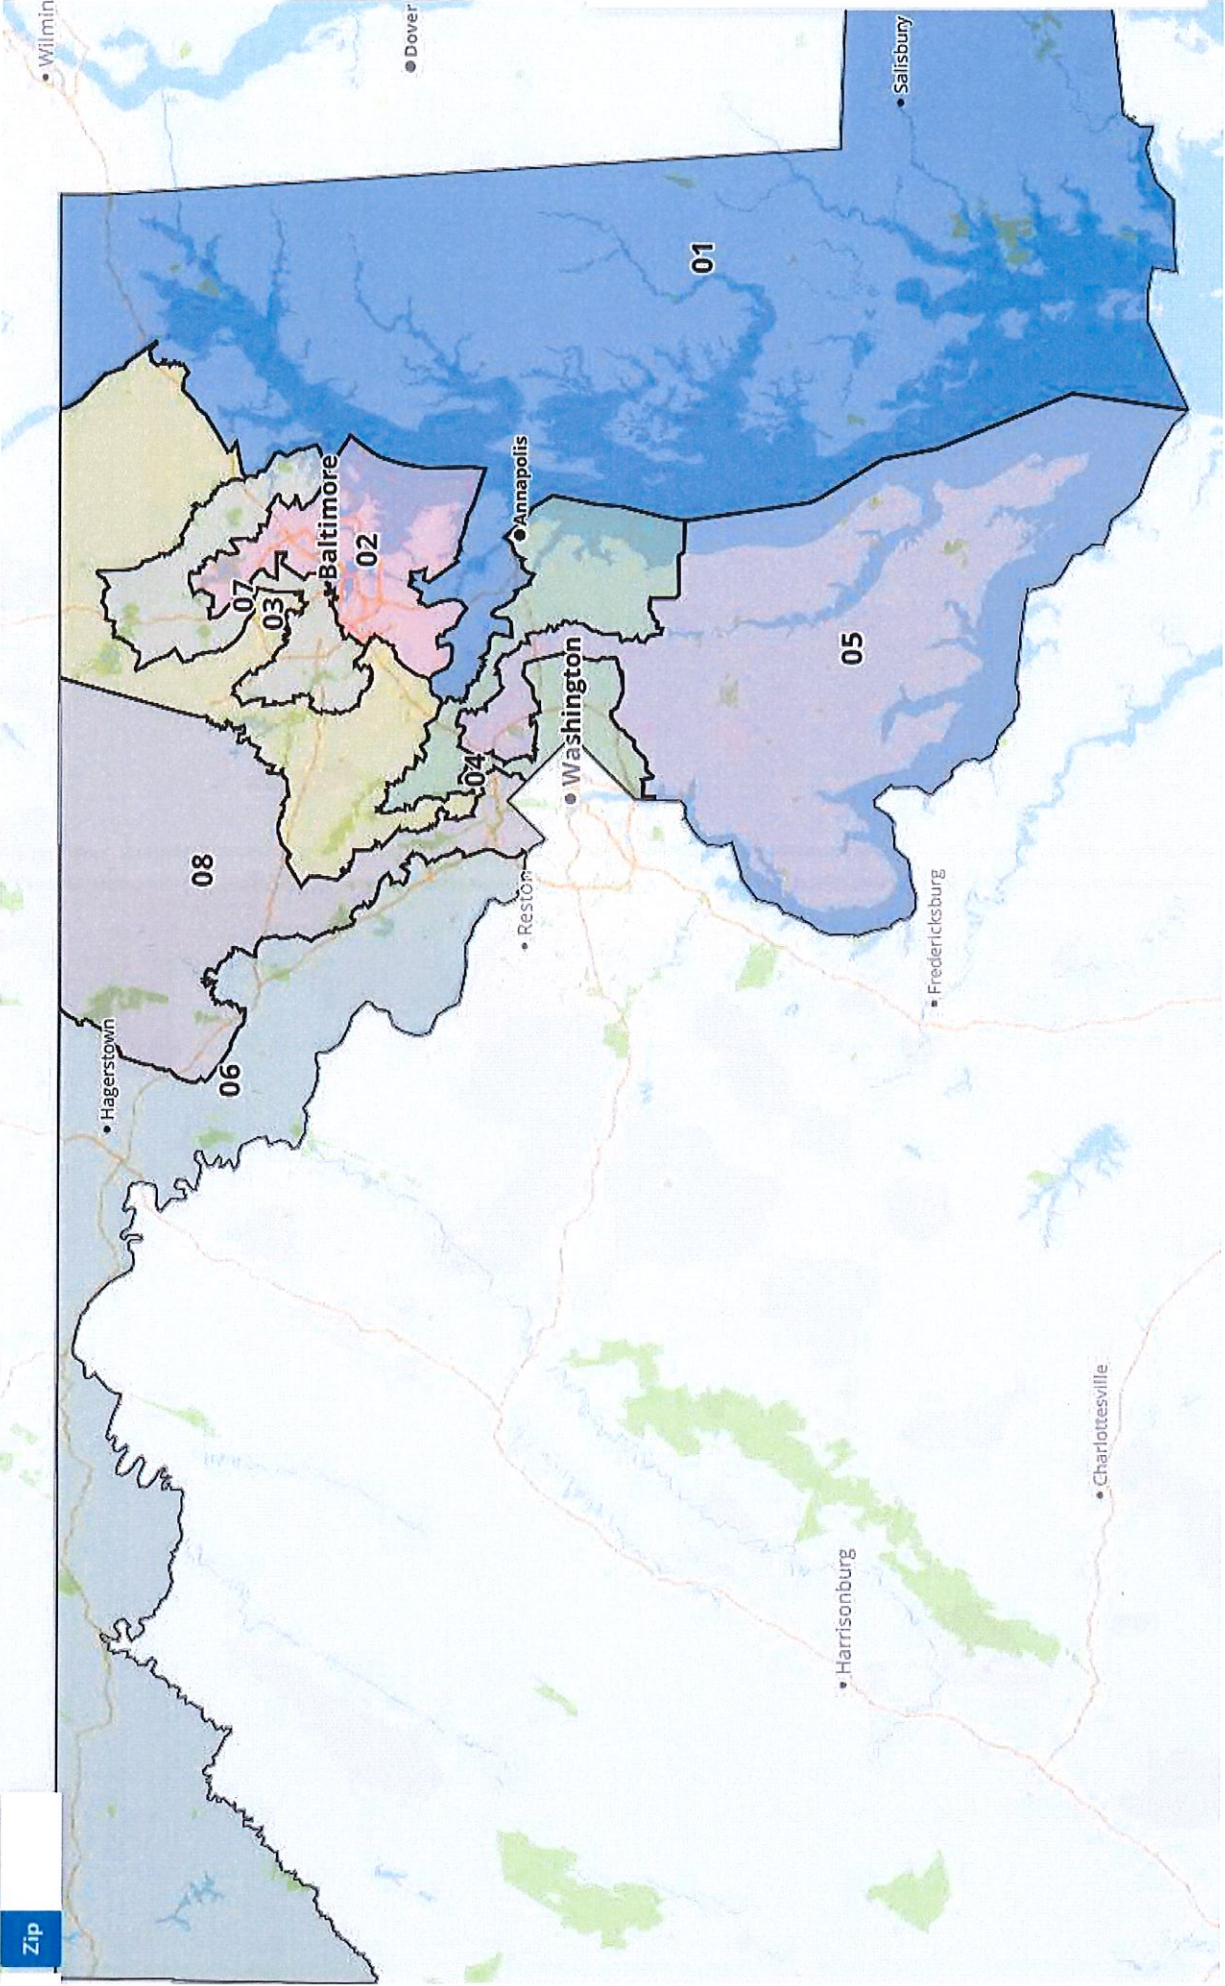 Zip
Wilmin
Dover
Salisbury
01
Annapolis
Baltimore
02
07
03
Washington
05
04
08
Reston
Hagerstown
06
Fredericksburg
Harrisonburg
Charlottesville